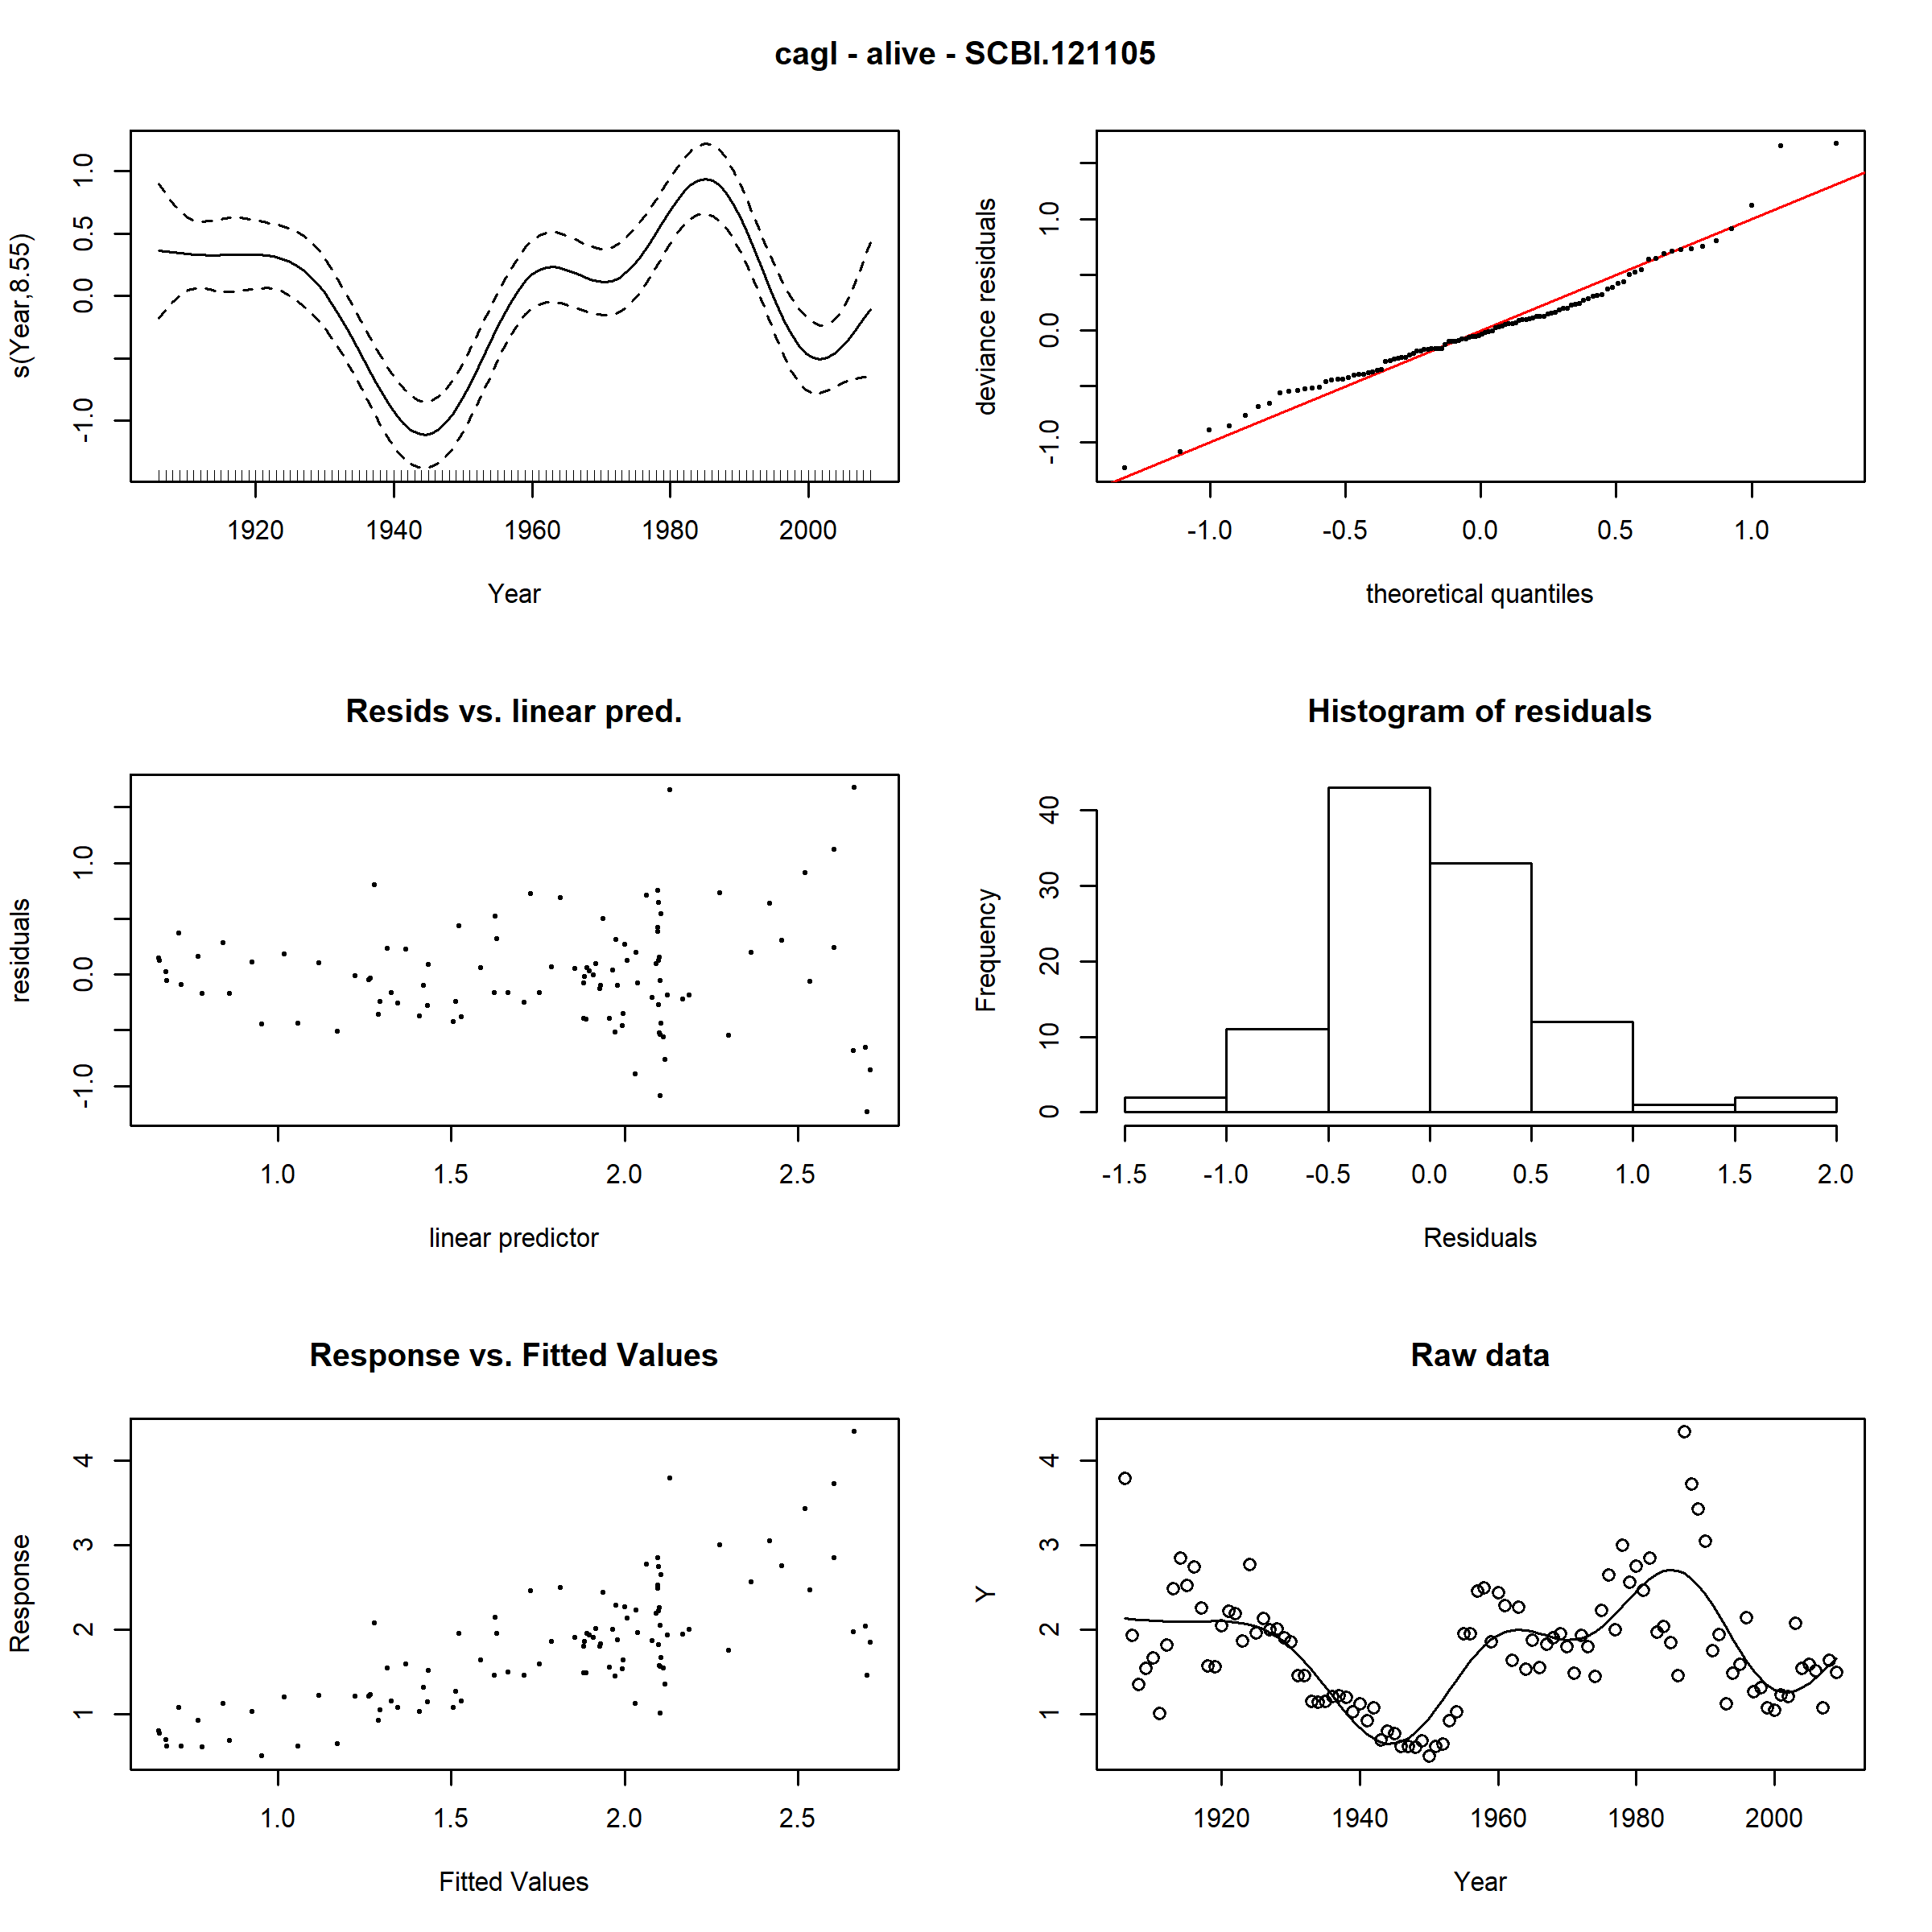 cagl - alive - SCBI.121105
s(Year,8.55)
-1.0 0.0 0.5 1.0
1920 1940 1960 1980 2000
Year
deviance residuals
-1.0 0.0 1.0
-1.0 -0.5 0.0 0.5 1.0
theoretical quantiles
Resids vs. linear pred.
residuals
-1.0 0.0 1.0
1.0 1.5 2.0 2.5
linear predictor
Histogram of residuals
Frequency
0 10 20 30 40
-1.5 -1.0 -0.5 0.0 0.5 1.0 1.5 2.0
Residuals
Response vs. Fitted Values
Response
1 2 3 4
1.0 1.5 2.0 2.5
Fitted Values
Raw data
Y
1 2 3 4
1920 1940 1960 1980 2000
Year